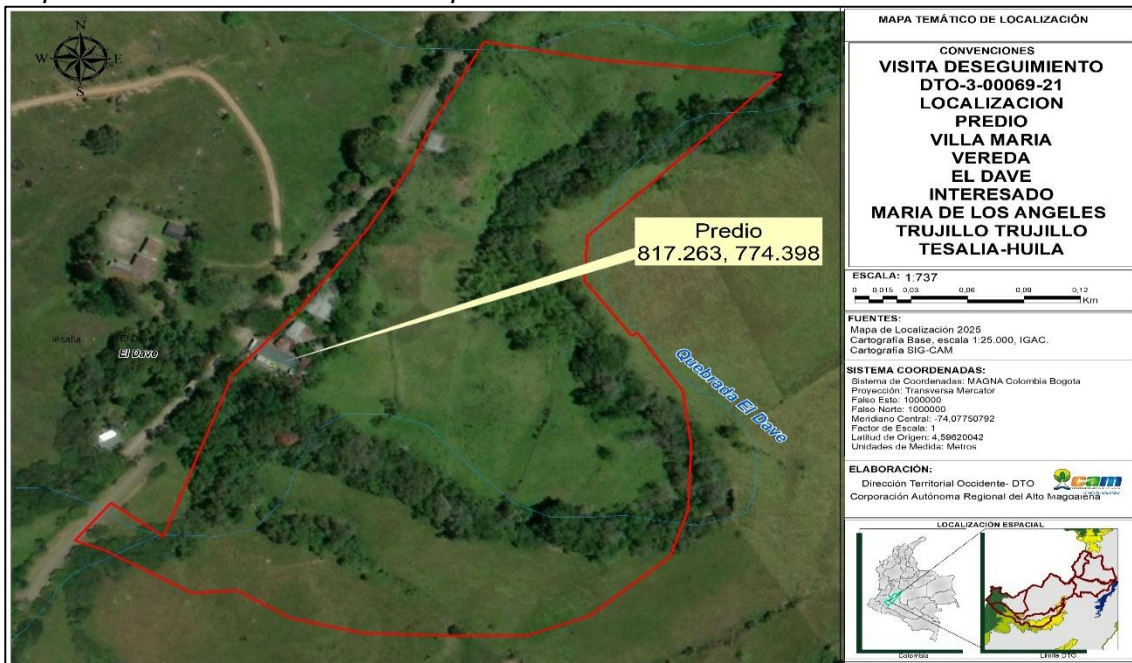 N
W E
S
Predio
817.263, 774.398
El Dave
Quebrada El Dave
MAPA TEMÁTICO DE LOCALIZACIÓN
CONVENCIONES
VISITA DESEGUIMIENTO
DTO-3-00069-21
LOCALIZACION
PREDIO
VILLA MARIA
VEREDA
EL DAVE
INTERESADO
MARIA DE LOS ANGELES
TRUJILLO TRUJILLO
TESALIA-HUILA
ESCALA: 1:737
0 0,015 0,03 0,06 0,09 0,12
Km
FUENTES:
Mapa de Localización 2025
Cartografía Base, escala 1:25.000, IGAC.
Cartografía SIG-CAM
SISTEMA COORDENADAS:
Sistema de Coordenadas: MAGNA Colombia Bogota
Proyección: Transversa Mercator
Falso Este: 1000000
Falso Norte: 1000000
Meridiano Central: -74,07750792
Factor de Escala: 1
Latitud de Origen: 4,59620042
Unidades de Medida: Metros
ELABORACIÓN:
Dirección Territorial Occidente- DTO
Corporación Autónoma Regional del Alto Magdalena
cam
LOCALIZACIÓN ESPACIAL
Colombia
Límite DTO